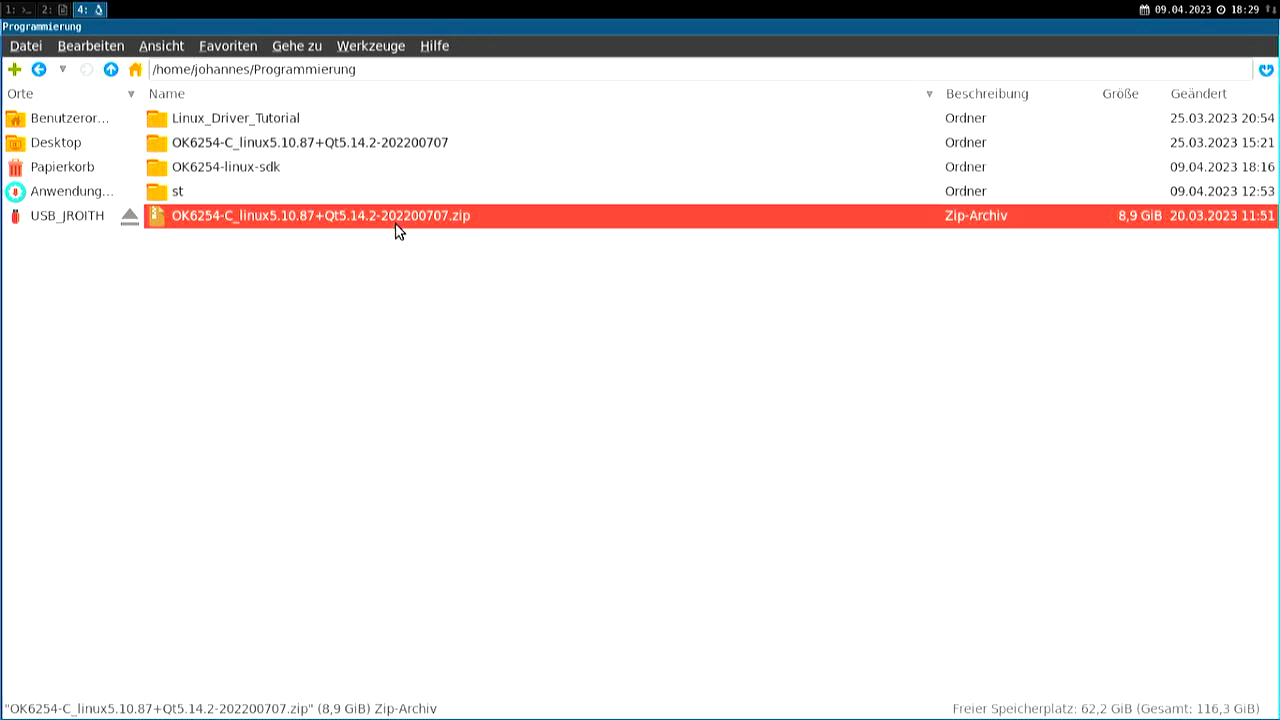 1: 2: 4: 09.04.2023 18:29
Programmierung
Datei Bearbeiten Ansicht Favoriten Gehe zu Werkzeuge Hilfe
/home/johannes/Programmierung
Orte Name Beschreibung Größe Geändert
Benutzeror... Linux_Driver_Tutorial Ordner 25.03.2023 20:54
Desktop OK6254-C_linux5.10.87+Qt5.14.2-202200707 Ordner 25.03.2023 15:21
Papierkorb OK6254-linux-sdk Ordner 09.04.2023 18:16
Anwendung... st Ordner 09.04.2023 12:53
USB_JROITH OK6254-C_linux5.10.87+Qt5.14.2-202200707.zip Zip-Archiv 8,9 GiB 20.03.2023 11:51
"OK6254-C_linux5.10.87+Qt5.14.2-202200707.zip" (8,9 GiB) Zip-Archiv Freier Speicherplatz: 62,2 GiB (Gesamt: 116,3 GiB)